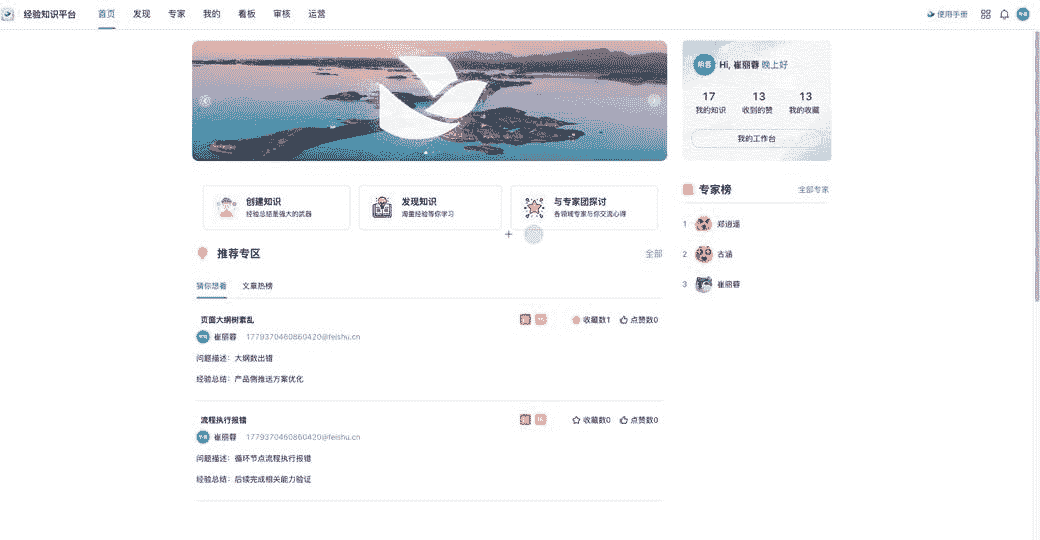 经验知识平台 首页 发现 专家 我的 看板 审核 运营 使用手册
Hi, 崔丽蓉 晚上好
17 13 13
我的知识 收到的赞 我的收藏
我的工作台
创建知识 发现知识 与专家团探讨
经验总结是强大的武器 海量经验等你学习 各领域专家与你交流心得
专家榜 全部专家
1 郑逍遥
2 古涵
3 崔丽蓉
推荐专区 全部
猜你想看 文章热榜
页面大纲树紊乱 收藏数1 点赞数0
崔丽蓉 1779370460860420@feishu.cn
问题描述：大纲数出错
经验总结：产品侧推送方案优化
流程执行报错 收藏数0 点赞数0
崔丽蓉 1779370460860420@feishu.cn
问题描述：循环节点流程执行报错
经验总结：后续完成相关能力验证